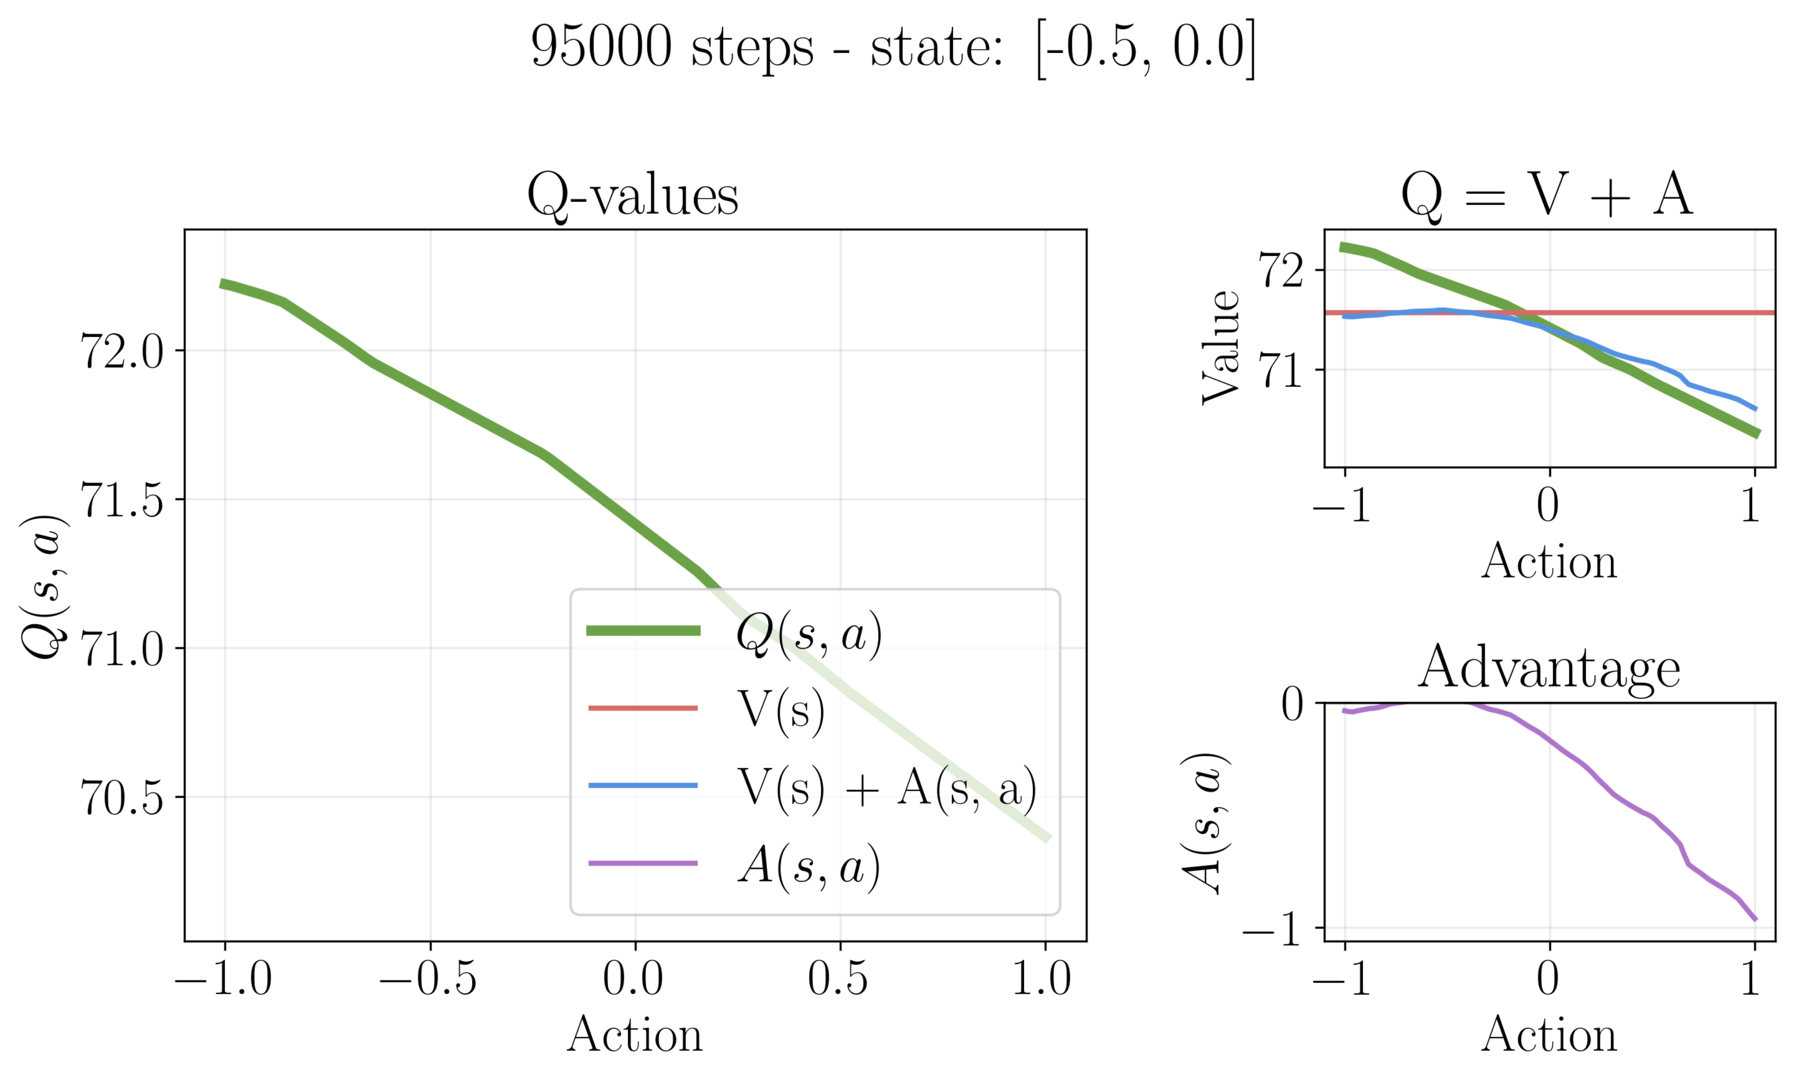 95000 steps - state: [-0.5, 0.0]
Q-values
Q(s, a)
72.0
71.5
71.0
70.5
−1.0 −0.5 0.0 0.5 1.0
Action
Q(s, a)
V(s)
V(s) + A(s, a)
A(s, a)
Q = V + A
Value
72
71
−1 0 1
Action
Advantage
A(s, a)
0
−1
−1 0 1
Action